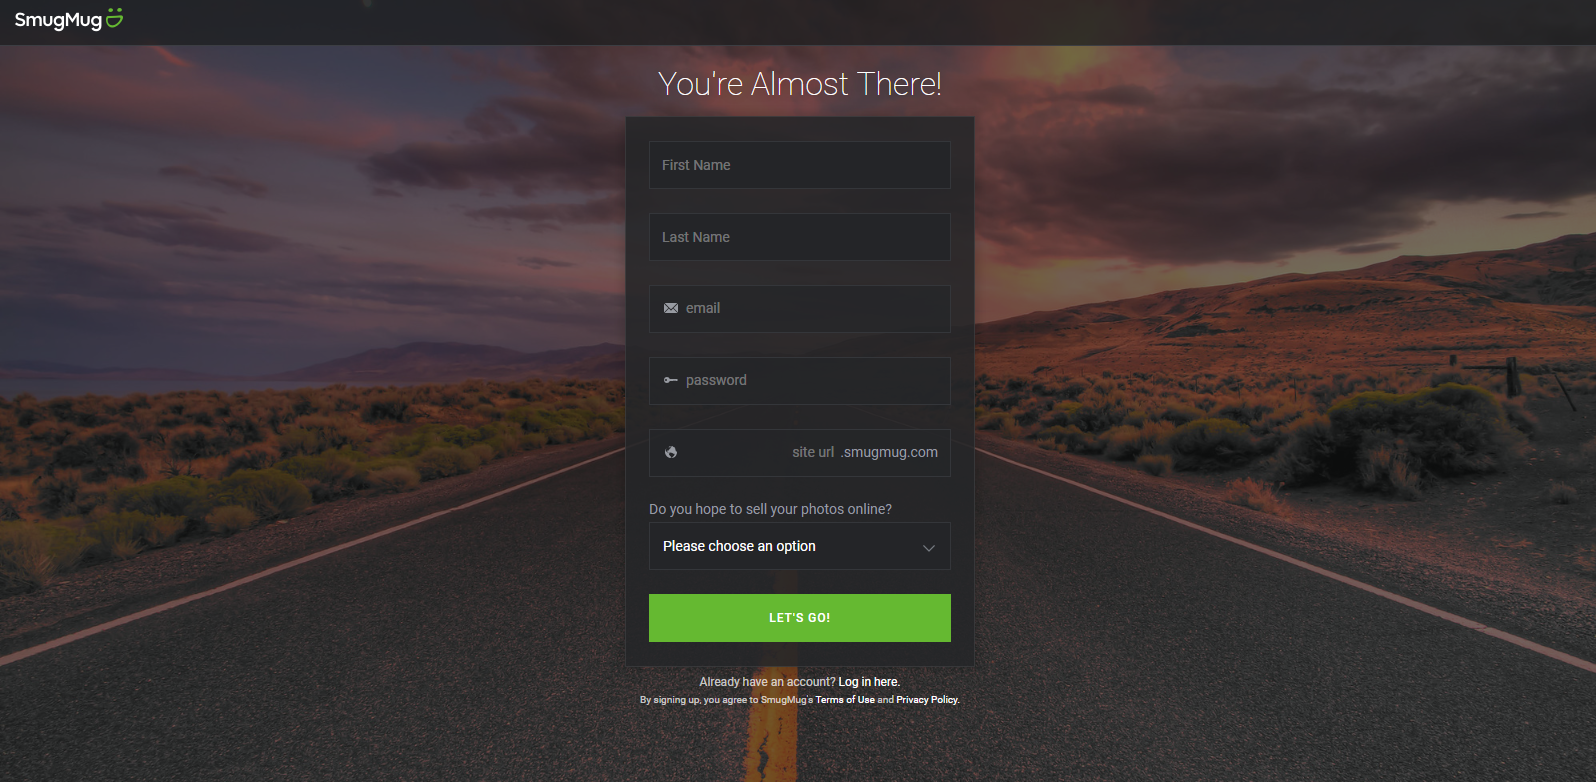 SmugMug
You're Almost There!
First Name
Last Name
email
password
site url .smugmug.com
Do you hope to sell your photos online?
Please choose an option
LET'S GO!
Already have an account? Log in here.
By signing up, you agree to SmugMug's Terms of Use and Privacy Policy.